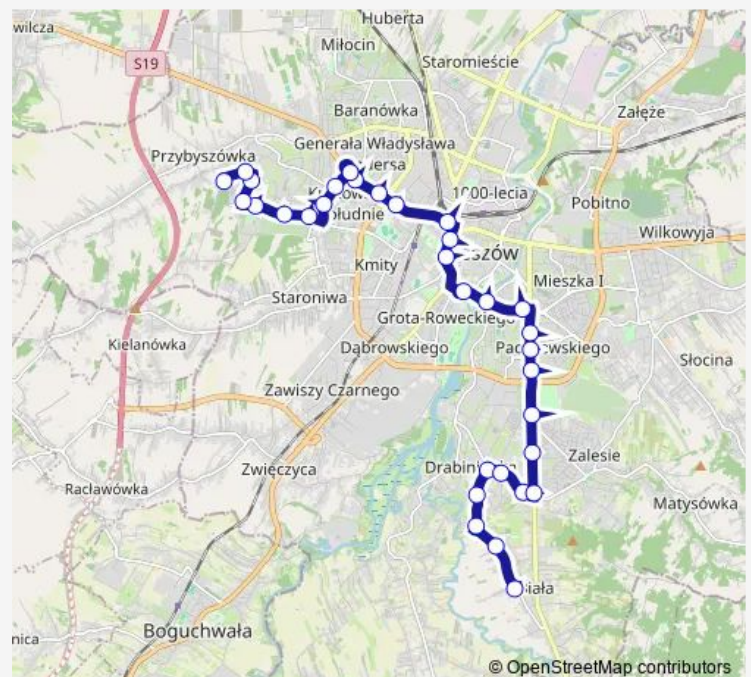 Huberta
wilcza
Miłocin
S19
Staromieście
Baranówka
Załęże
Generała Władysława
Przybyszówka
1000-lecia
Pobitno
Wilkowyja
Kmity
Mieszka I
Staroniwa
Grota-Roweckiego
Kielanówka
Dąbrowskiego
Słocina
Zawiszy Czarnego
Zalesie
Zwięczyca
Racławówka
Matysówka
Boguchwała
nica
© OpenStreetMap contributors